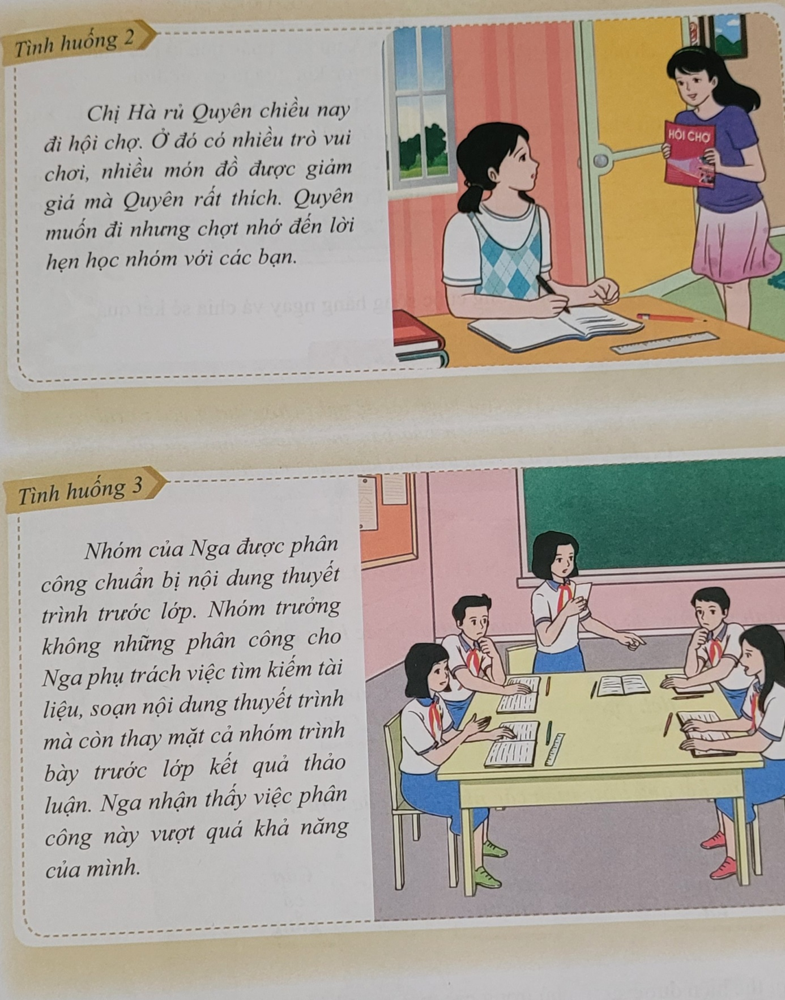 Tình huống 2
Chị Hà rủ Quyên chiều nay
đi hội chợ. Ở đó có nhiều trò vui
chơi, nhiều món đồ được giảm
giá mà Quyên rất thích. Quyên
muốn đi nhưng chợt nhớ đến lời
hẹn học nhóm với các bạn.
HỘI CHỢ
Tình huống 3
Nhóm của Nga được phân
công chuẩn bị nội dung thuyết
trình trước lớp. Nhóm trưởng
không những phân công cho
Nga phụ trách việc tìm kiếm tài
liệu, soạn nội dung thuyết trình
mà còn thay mặt cả nhóm trình
bày trước lớp kết quả thảo
luận. Nga nhận thấy việc phân
công này vượt quá khả năng
của mình.